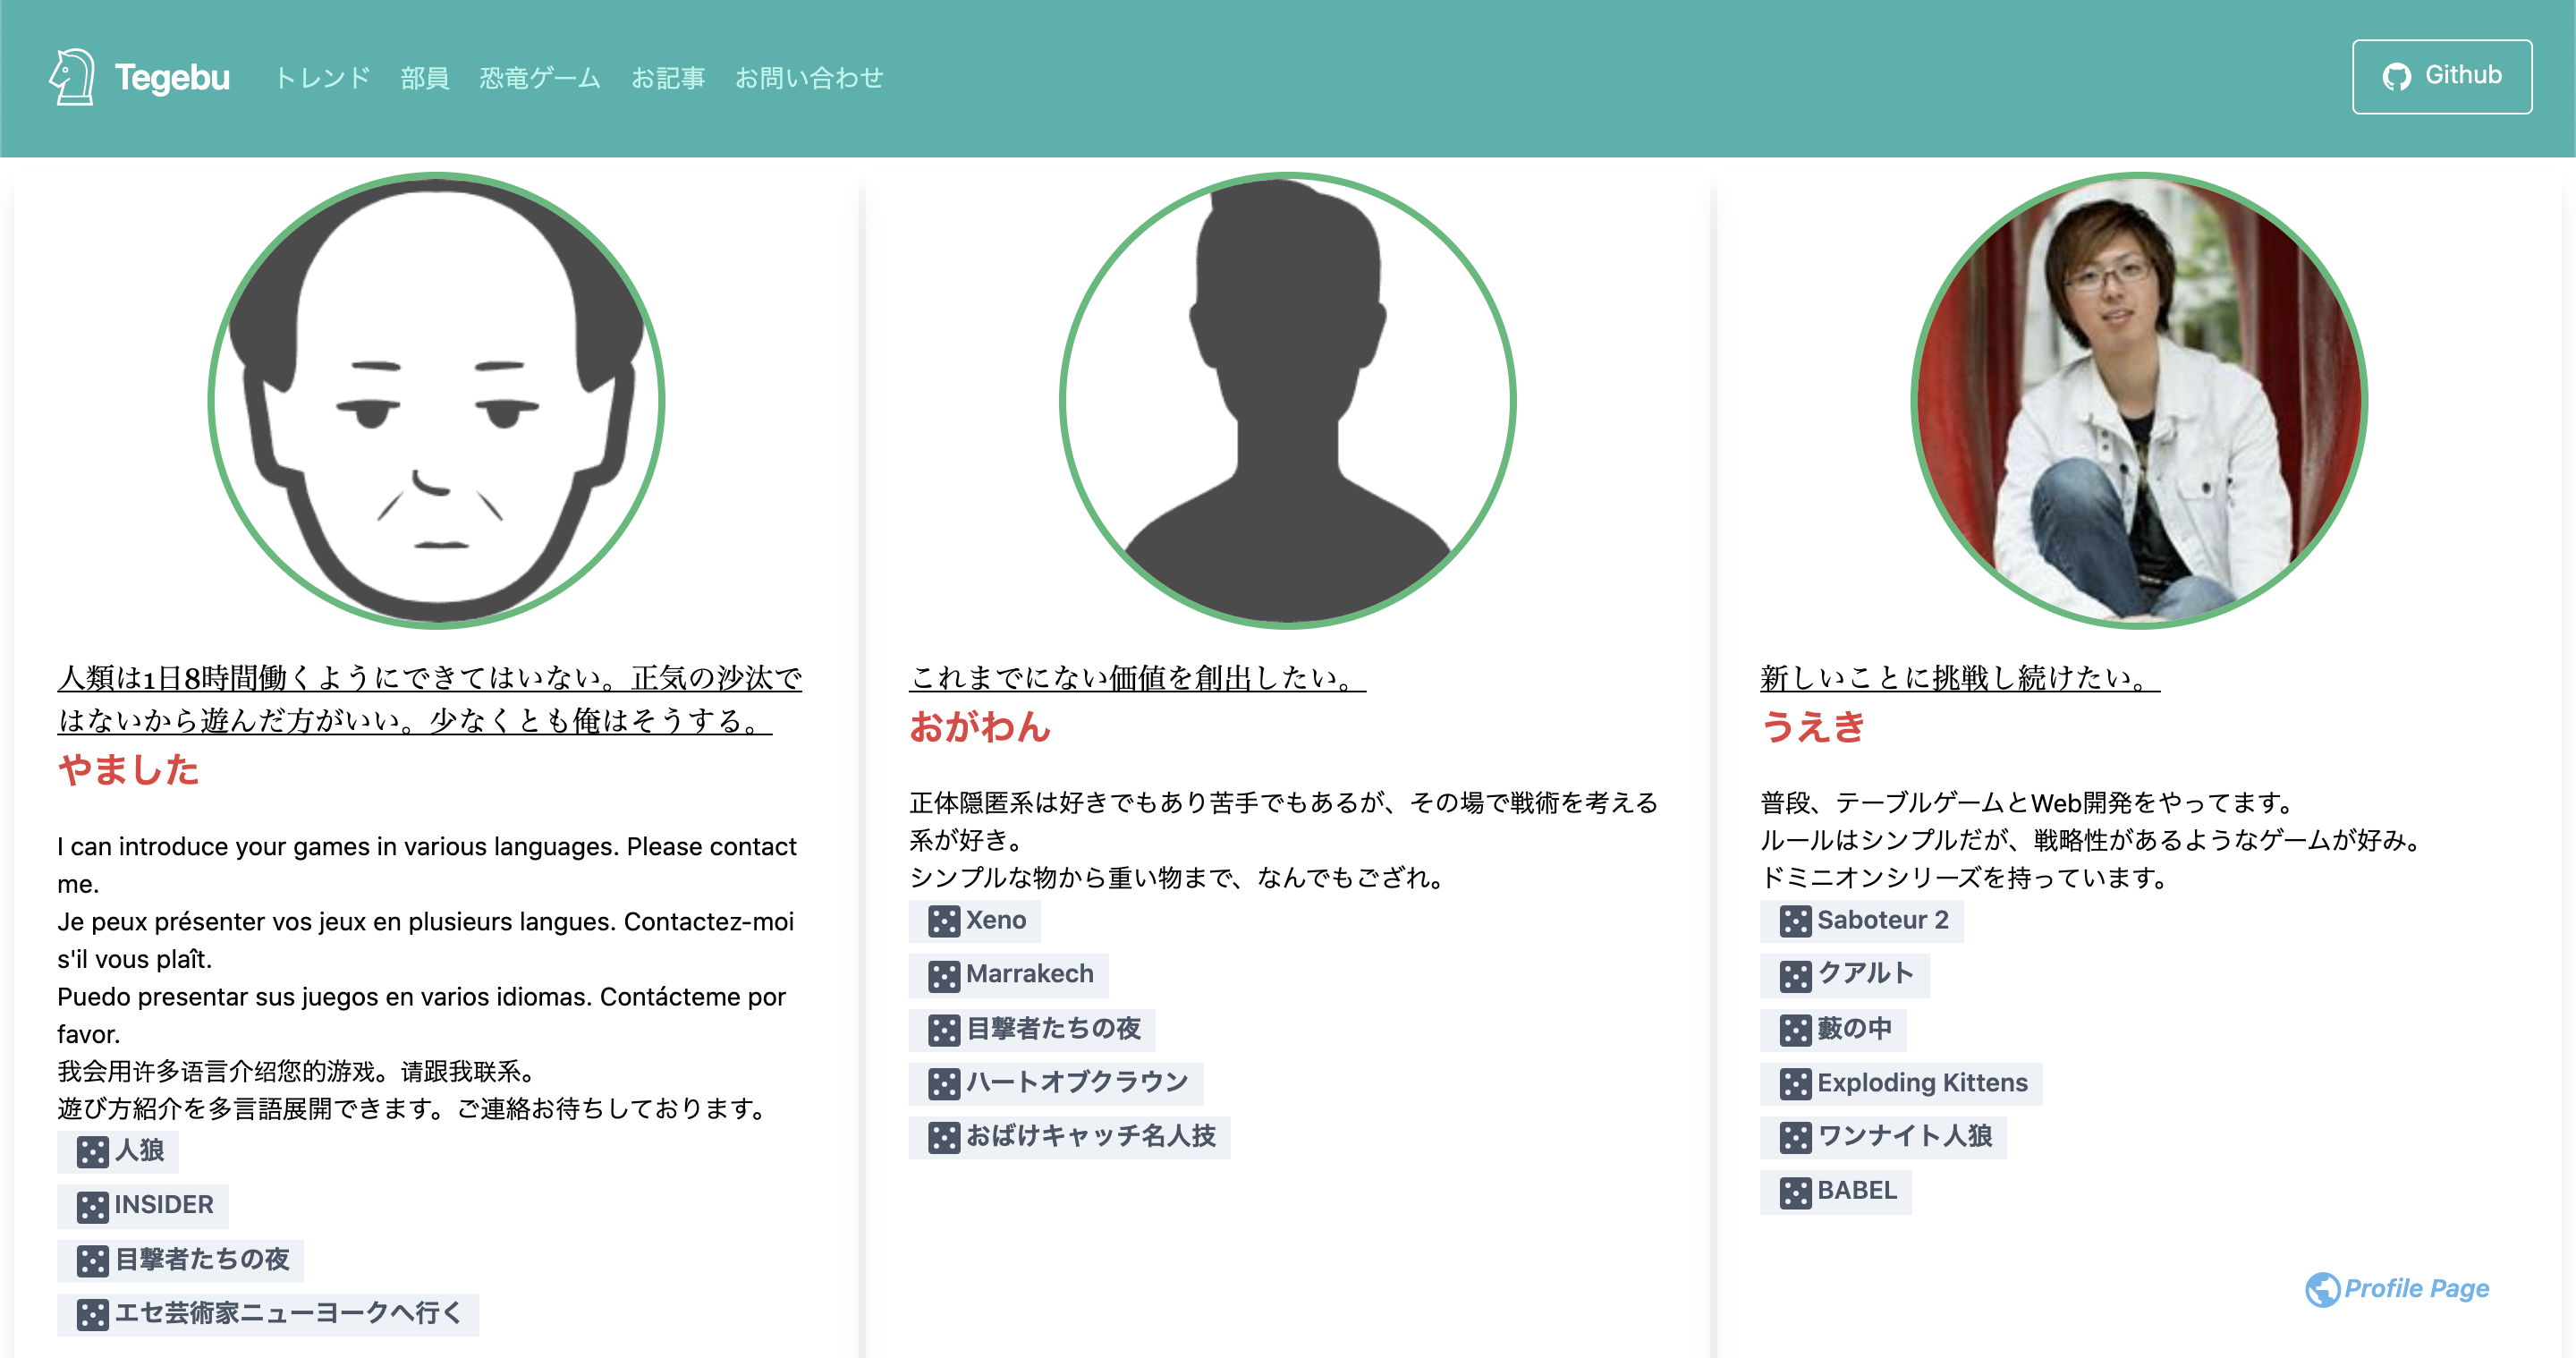 Tegebu
トレンド 部員 恐竜ゲーム お記事 お問い合わせ
Github
人類は1日8時間働くようにできてはいない。正気の沙汰で
はないから遊んだ方がいい。少なくとも俺はそうする。
やました
I can introduce your games in various languages. Please contact
me.
Je peux présenter vos jeux en plusieurs langues. Contactez-moi
s'il vous plaît.
Puedo presentar sus juegos en varios idiomas. Contácteme por
favor.
我会用许多语言介绍您的游戏。请跟我联系。
遊び方紹介を多言語展開できます。ご連絡お待ちしております。
人狼
INSIDER
目撃者たちの夜
エセ芸術家ニューヨークへ行く
これまでにない価値を創出したい。
おがわん
正体隠匿系は好きでもあり苦手でもあるが、その場で戦術を考える
系が好き。
シンプルな物から重い物まで、なんでもござれ。
Xeno
Marrakech
目撃者たちの夜
ハートオブクラウン
おばけキャッチ名人技
新しいことに挑戦し続けたい。
うえき
普段、テーブルゲームとWeb開発をやってます。
ルールはシンプルだが、戦略性があるようなゲームが好み。
ドミニオンシリーズを持っています。
Saboteur 2
クアルト
藪の中
Exploding Kittens
ワンナイト人狼
BABEL
Profile Page